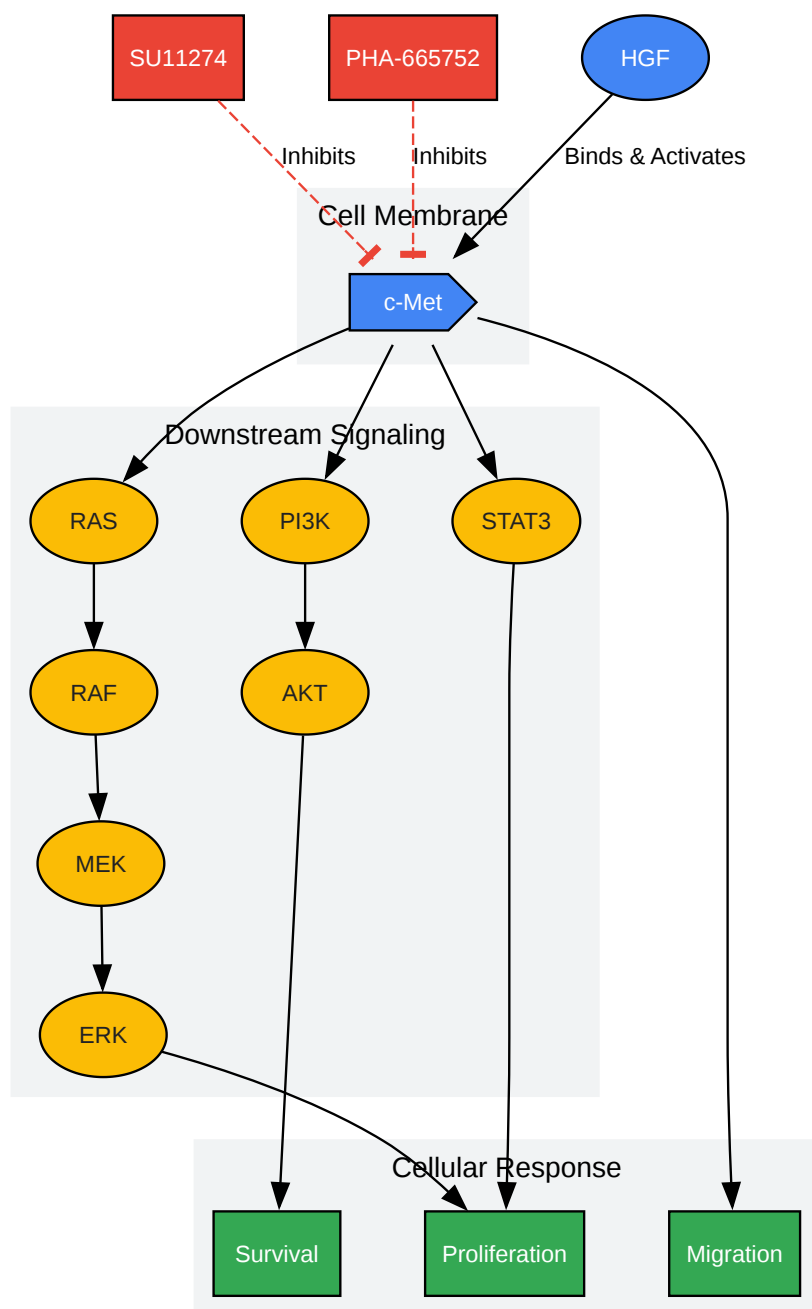 SU11274
PHA-665752
HGF
Inhibits
Inhibits
Binds & Activates
Cell Membrane
c-Met
Downstream Signaling
RAS
PI3K
STAT3
RAF
AKT
MEK
ERK
Cellular Response
Survival
Proliferation
Migration